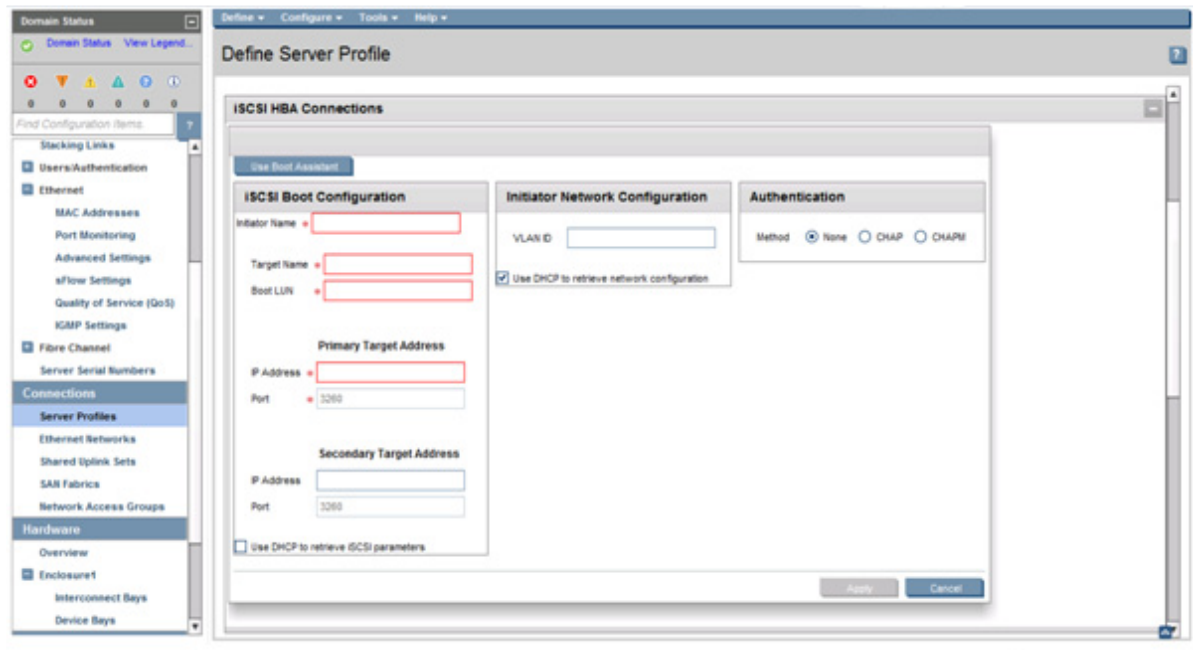 Domain Status
Define Configure Tools Help
Domain Status View Legend...
Define Server Profile
?
0 0 0 0 0 0
Find Configuration Items ?
Stacking Links
Users/Authentication
Ethernet
MAC Addresses
Port Monitoring
Advanced Settings
sFlow Settings
Quality of Service (QoS)
IGMP Settings
Fibre Channel
Server Serial Numbers
Connections
Server Profiles
Ethernet Networks
Shared Uplink Sets
SAN Fabrics
Network Access Groups
Hardware
Overview
Enclosure1
Interconnect Bays
Device Bays
iSCSI HBA Connections
Use Boot Assistant
iSCSI Boot Configuration
Initiator Name *
Target Name *
Boot LUN *
Primary Target Address
IP Address *
Port * 3260
Secondary Target Address
IP Address
Port 3260
Use DHCP to retrieve iSCSI parameters
Initiator Network Configuration
VLAN ID
Use DHCP to retrieve network configuration
Authentication
Method None CHAP CHAPM
Apply Cancel